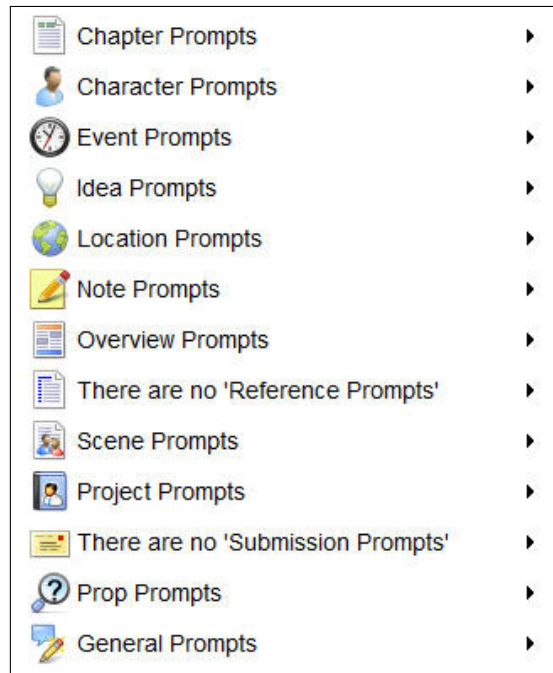 Chapter Prompts
Character Prompts
Event Prompts
Idea Prompts
Location Prompts
Note Prompts
Overview Prompts
There are no 'Reference Prompts'
Scene Prompts
Project Prompts
There are no 'Submission Prompts'
Prop Prompts
General Prompts